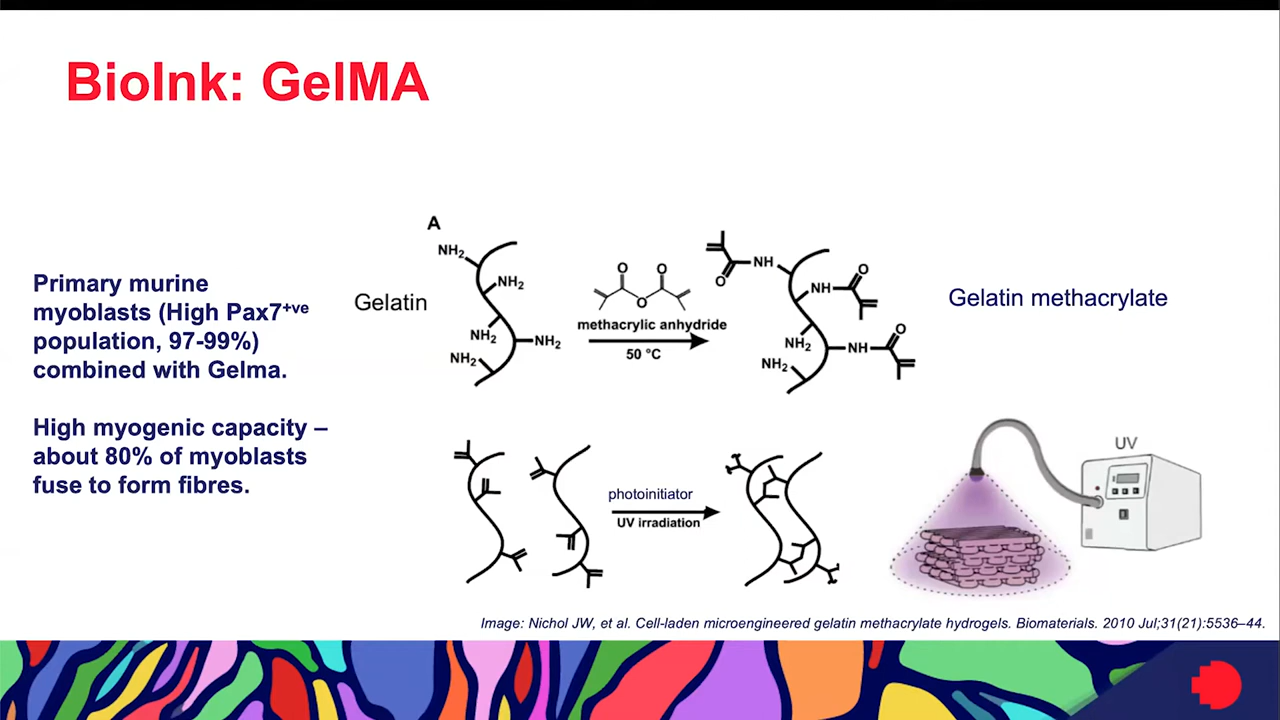 BioInk: GelMA
Primary murine
myoblasts (High Pax7+ve
population, 97-99%)
combined with Gelma.
High myogenic capacity –
about 80% of myoblasts
fuse to form fibres.
A
Gelatin
NH2
NH2
NH2
NH2
NH2
O O
O
methacrylic anhydride
50 °C
O
NH
NH
O
NH2
NH
O
NH2
Gelatin methacrylate
photoinitiator
UV irradiation
UV
Image: Nichol JW, et al. Cell-laden microengineered gelatin methacrylate hydrogels. Biomaterials. 2010 Jul;31(21):5536–44.